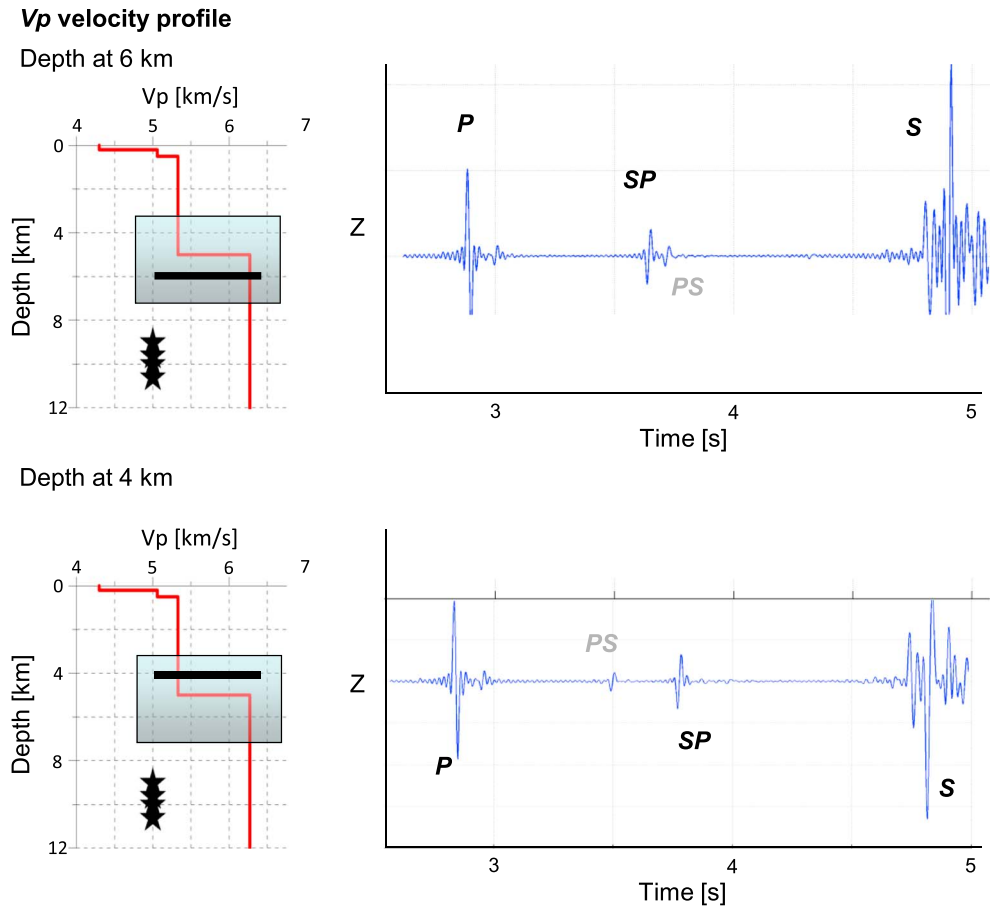 Vp velocity profile
Depth at 6 km
Vp [km/s]
4 5 6 7
0
4
8
12
Depth [km]
Z
P
SP
PS
S
3 4 5
Time [s]
Depth at 4 km
Vp [km/s]
4 5 6 7
0
4
8
12
Depth [km]
Z
PS
P
SP
S
3 4 5
Time [s]